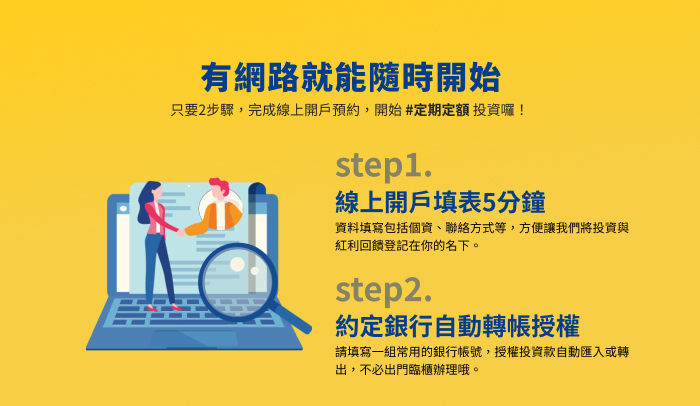 有網路就能隨時開始
只要2步驟，完成線上開戶預約，開始 #定期定額 投資囉！
step1.
線上開戶填表5分鐘
資料填寫包括個資、聯絡方式等，方便讓我們將投資與
紅利回饋登記在你的名下。
step2.
約定銀行自動轉帳授權
請填寫一組常用的銀行帳號，授權投資款自動匯入或轉
出，不必出門臨櫃辦理哦。